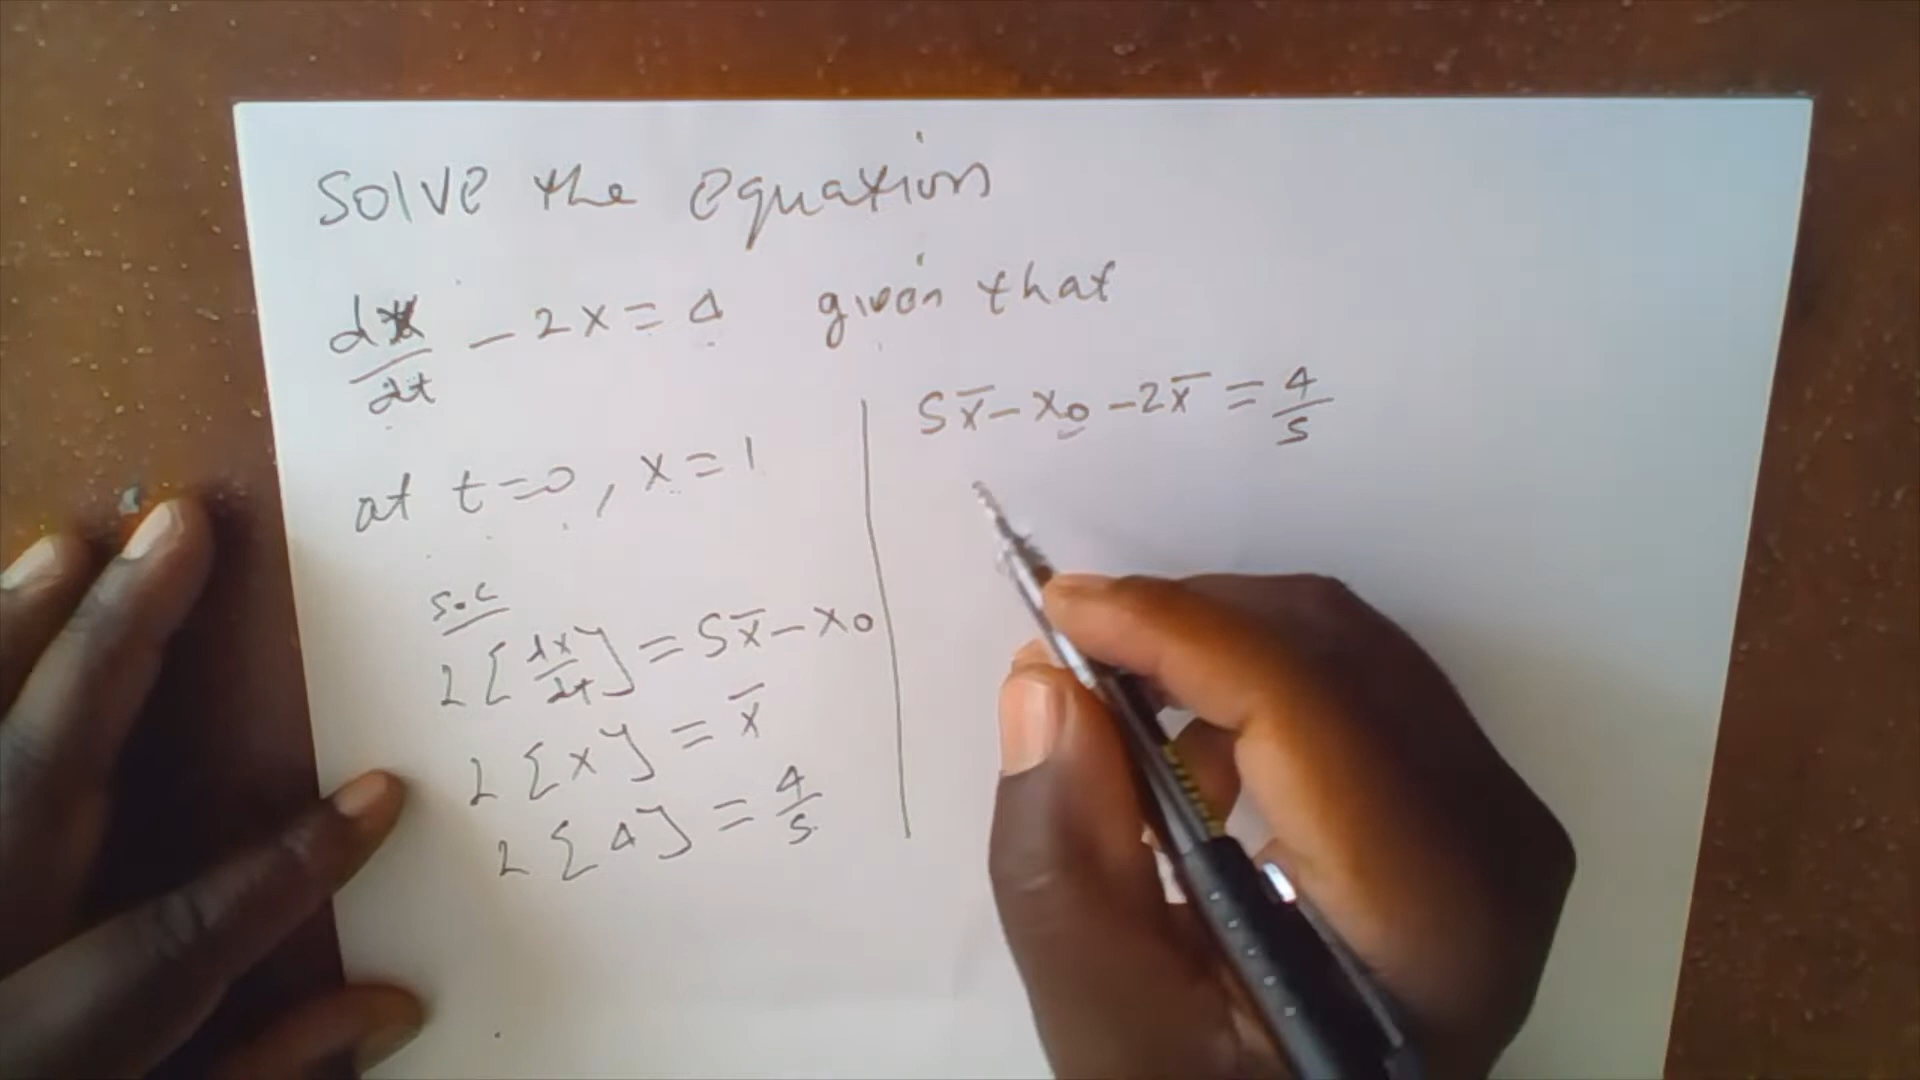 SOLVE the equation
dx/dt - 2x = 4 given that
at t=0, x=1
Sol
L{dx/dt} = Sx̄ - x₀
L{x} = x̄
L{4} = 4/s
Sx̄ - x₀ - 2x̄ = 4/s